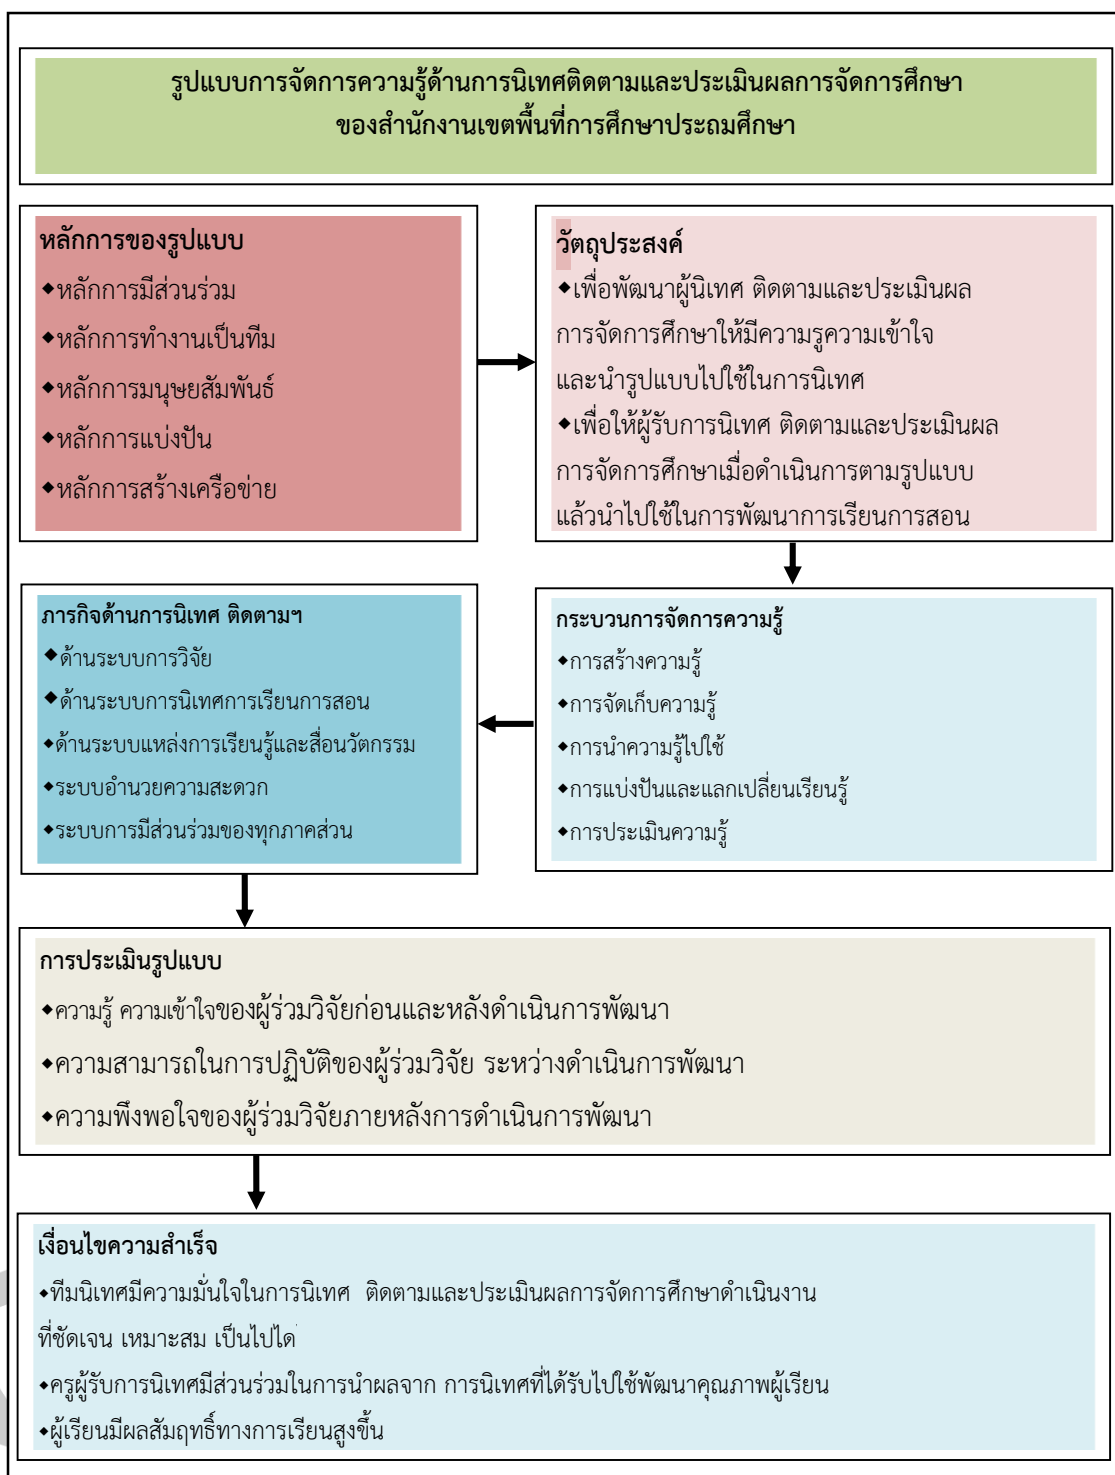 รูปแบบการจัดการความรู้ด้านการนิเทศติดตามและประเมินผลการจัดการศึกษา
ของสำนักงานเขตพื้นที่การศึกษาประถมศึกษา
หลักการของรูปแบบ
◆หลักการมีส่วนร่วม
◆หลักการทำงานเป็นทีม
◆หลักการมนุษยสัมพันธ์
◆หลักการแบ่งปัน
◆หลักการสร้างเครือข่าย
วัตถุประสงค์
◆เพื่อพัฒนาผู้นิเทศ ติดตามและประเมินผล
การจัดการศึกษาให้มีความรูความเข้าใจ
และนำรูปแบบไปใช้ในการนิเทศ
◆เพื่อให้ผู้รับการนิเทศ ติดตามและประเมินผล
การจัดการศึกษาเมื่อดำเนินการตามรูปแบบ
แล้วนำไปใช้ในการพัฒนาการเรียนการสอน
ภารกิจด้านการนิเทศ ติดตามฯ
◆ด้านระบบการวิจัย
◆ด้านระบบการนิเทศการเรียนการสอน
◆ด้านระบบแหล่งการเรียนรู้และสื่อนวัตกรรม
◆ระบบอำนวยความสะดวก
◆ระบบการมีส่วนร่วมของทุกภาคส่วน
กระบวนการจัดการความรู้
◆การสร้างความรู้
◆การจัดเก็บความรู้
◆การนำความรู้ไปใช้
◆การแบ่งปันและแลกเปลี่ยนเรียนรู้
◆การประเมินความรู้
การประเมินรูปแบบ
◆ความรู้ ความเข้าใจของผู้ร่วมวิจัยก่อนและหลังดำเนินการพัฒนา
◆ความสามารถในการปฏิบัติของผู้ร่วมวิจัย ระหว่างดำเนินการพัฒนา
◆ความพึงพอใจของผู้ร่วมวิจัยภายหลังการดำเนินการพัฒนา
เงื่อนไขความสำเร็จ
◆ทีมนิเทศมีความมั่นใจในการนิเทศ ติดตามและประเมินผลการจัดการศึกษาดำเนินงาน
ที่ชัดเจน เหมาะสม เป็นไปได่
◆ครูผู้รับการนิเทศมีส่วนร่วมในการนำผลจาก การนิเทศที่ได้รับไปใช้พัฒนาคุณภาพผู้เรียน
◆ผู้เรียนมีผลสัมฤทธิ์ทางการเรียนสูงขึ้น